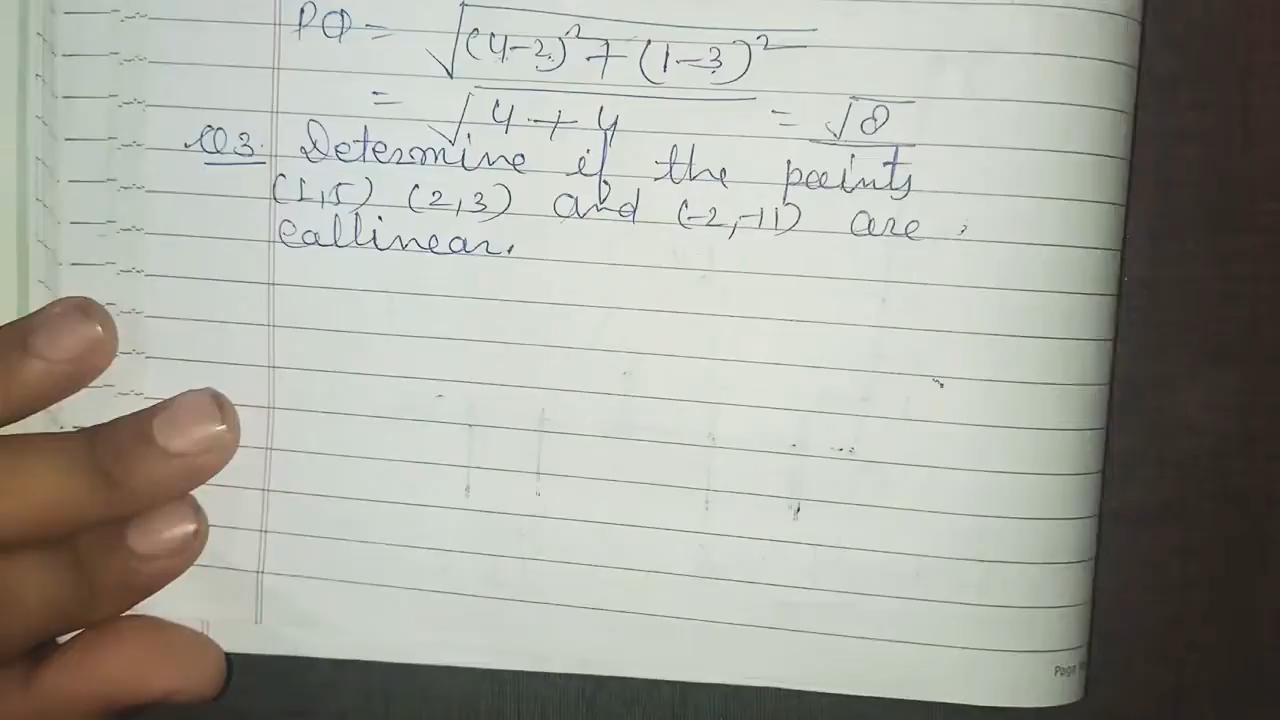 PQ = √(4-2)² + (1-3)²
= √4 + 4 = √8
Q3. Determine if the points
(1,5) (2,3) and (-2,-11) are
collinear.
Page